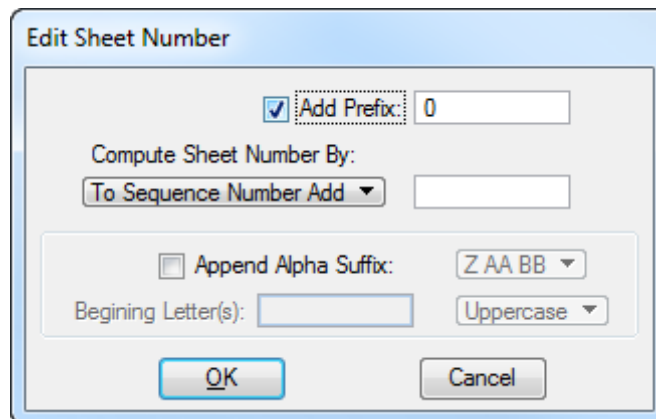 Edit Sheet Number
Add Prefix: 0
Compute Sheet Number By:
To Sequence Number Add
Append Alpha Suffix: Z AA BB
Begining Letter(s): Uppercase
OK Cancel